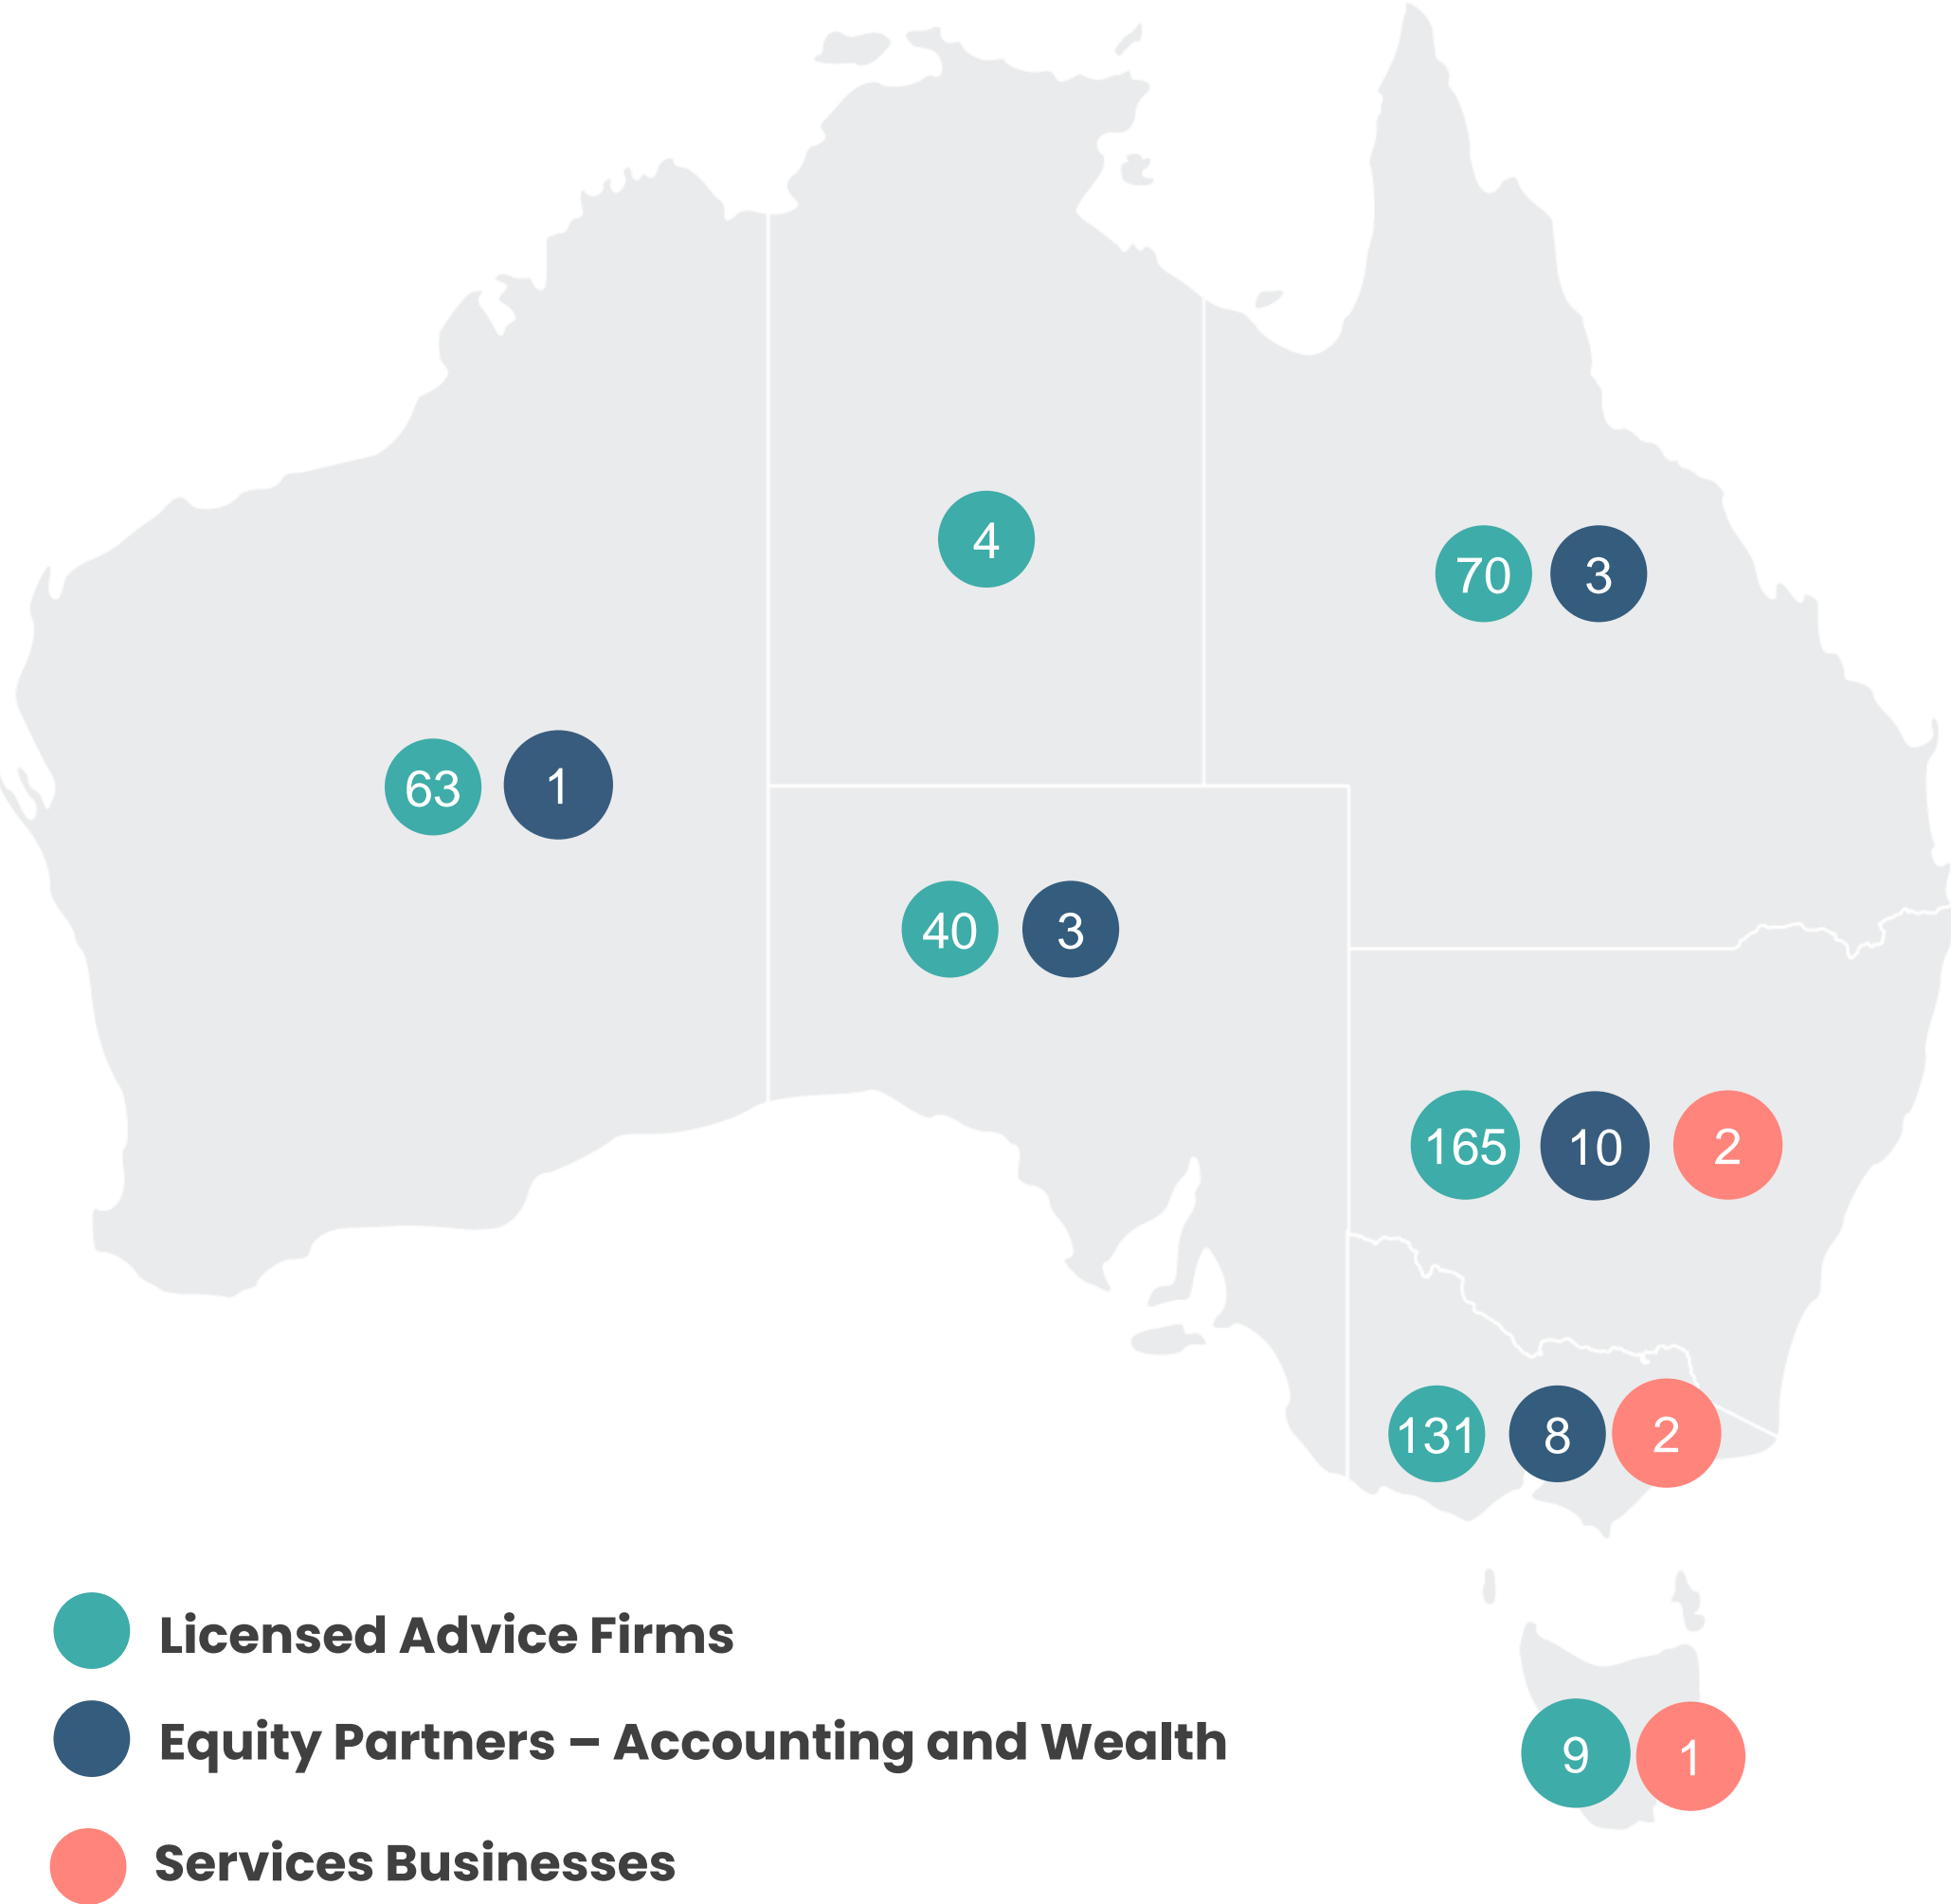 4
70 3
63 1
40 3
165 10 2
131 8 2
Licensed Advice Firms
Equity Partners – Accounting and Wealth
9 1
Services Businesses